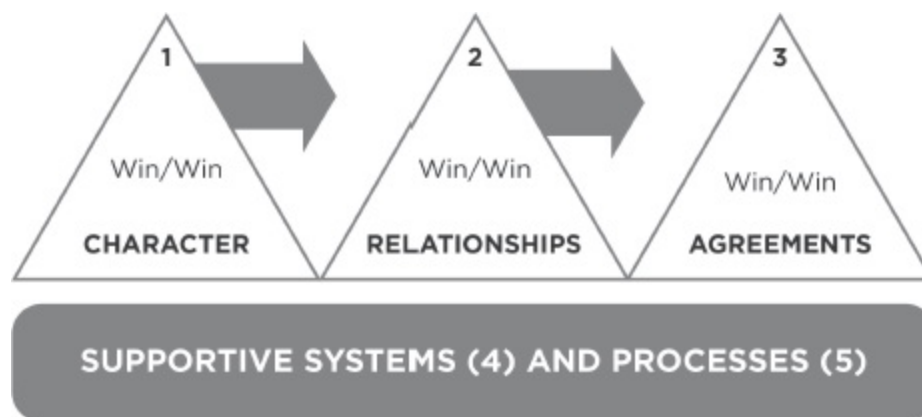 1
Win/Win
CHARACTER
2
Win/Win
RELATIONSHIPS
3
Win/Win
AGREEMENTS
SUPPORTIVE SYSTEMS (4) AND PROCESSES (5)